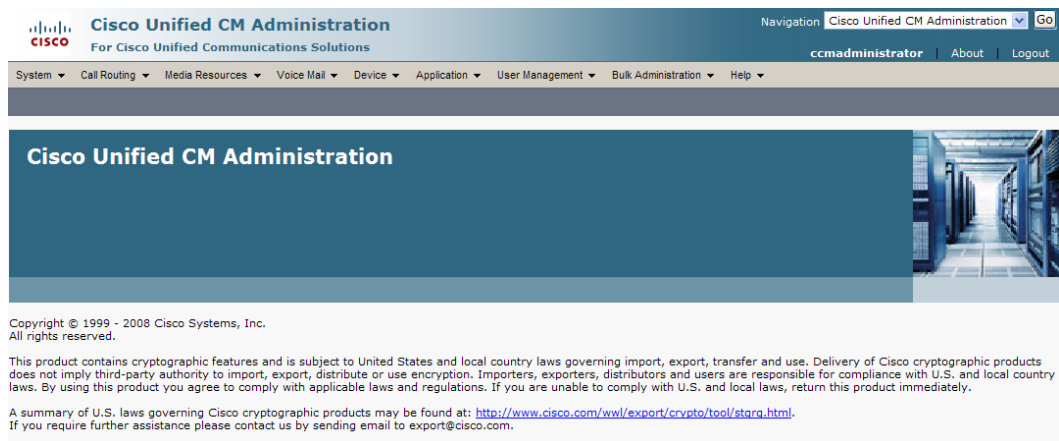 Cisco Unified CM Administration
Navigation Cisco Unified CM Administration Go
CISCO
For Cisco Unified Communications Solutions
ccmadministrator | About | Logout
System Call Routing Media Resources Voice Mail Device Application User Management Bulk Administration Help
Cisco Unified CM Administration
Copyright © 1999 - 2008 Cisco Systems, Inc.
All rights reserved.
This product contains cryptographic features and is subject to United States and local country laws governing import, export, transfer and use. Delivery of Cisco cryptographic products
does not imply third-party authority to import, export, distribute or use encryption. Importers, exporters, distributors and users are responsible for compliance with U.S. and local country
laws. By using this product you agree to comply with applicable laws and regulations. If you are unable to comply with U.S. and local laws, return this product immediately.
A summary of U.S. laws governing Cisco cryptographic products may be found at: http://www.cisco.com/wwl/export/crypto/tool/stqrg.html.
If you require further assistance please contact us by sending email to export@cisco.com.